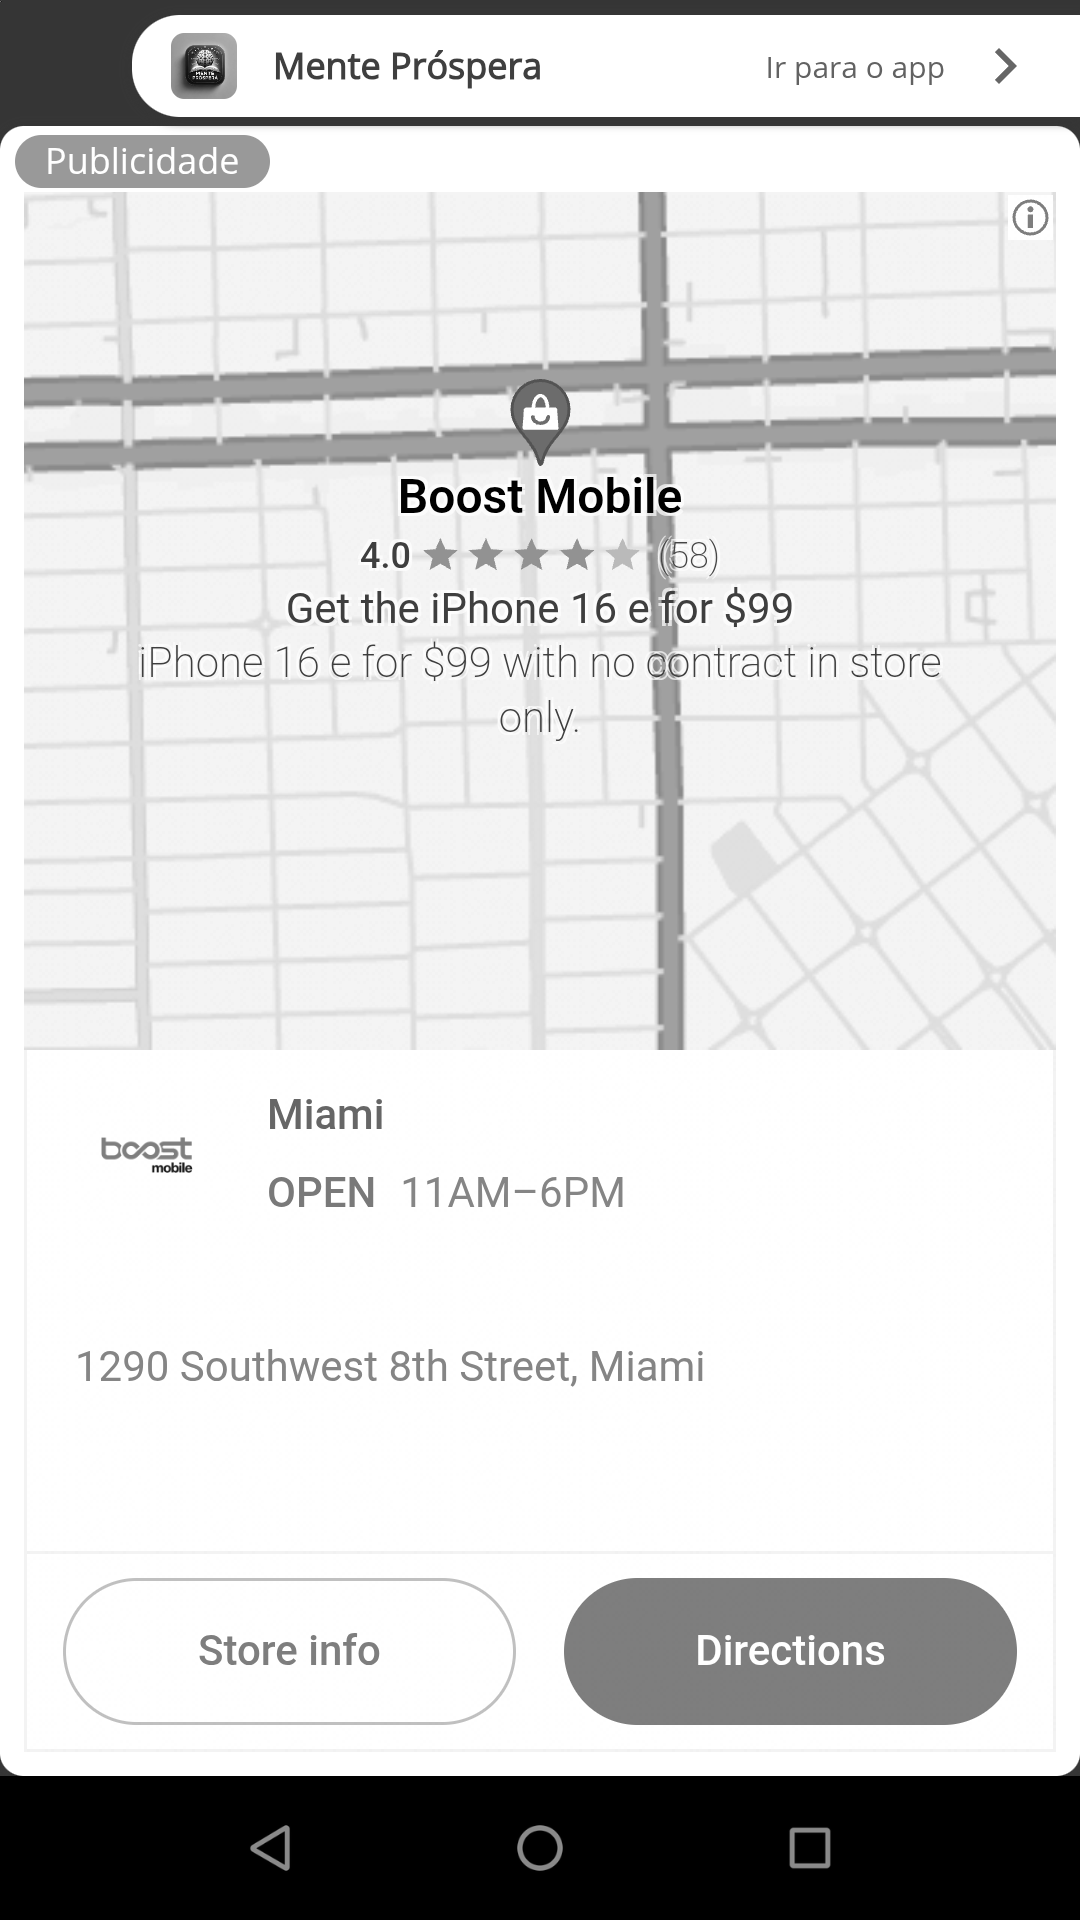 Mente Próspera
Ir para o app
Publicidade
Boost Mobile
4.0 (58)
Get the iPhone 16 e for $99
iPhone 16 e for $99 with no contract in store
only.
Miami
boost
mobile
OPEN 11AM–6PM
1290 Southwest 8th Street, Miami
Store info
Directions